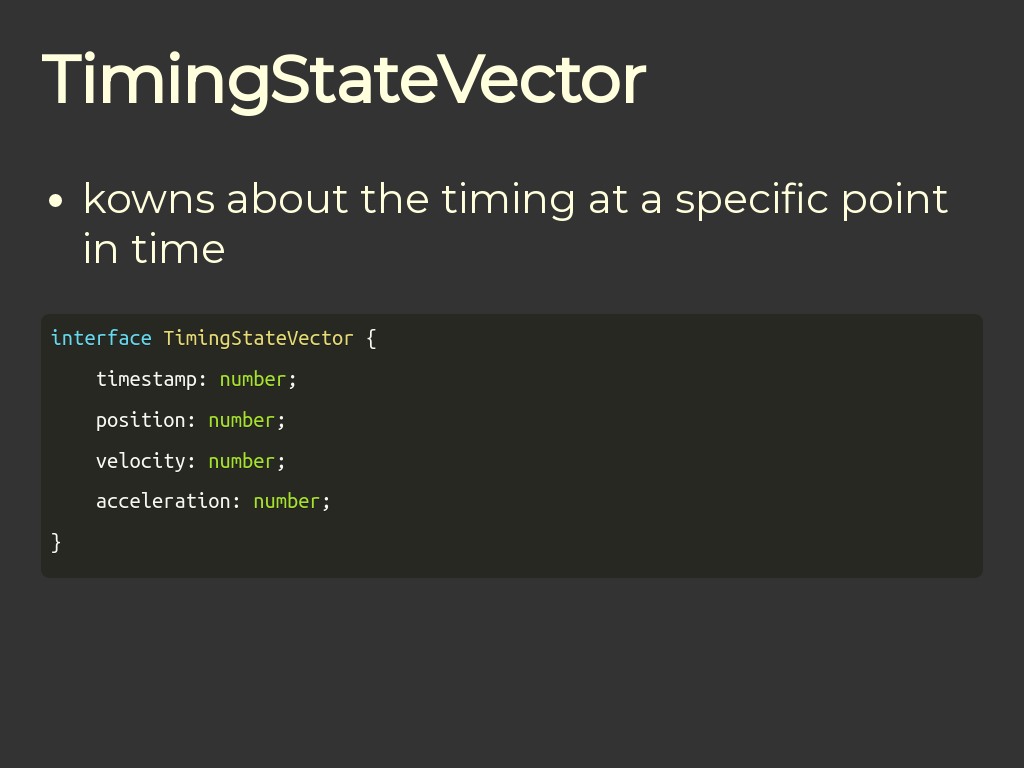 TimingStateVector
• kowns about the timing at a specific point
in time
interface TimingStateVector {
    timestamp: number;
    position: number;
    velocity: number;
    acceleration: number;
}